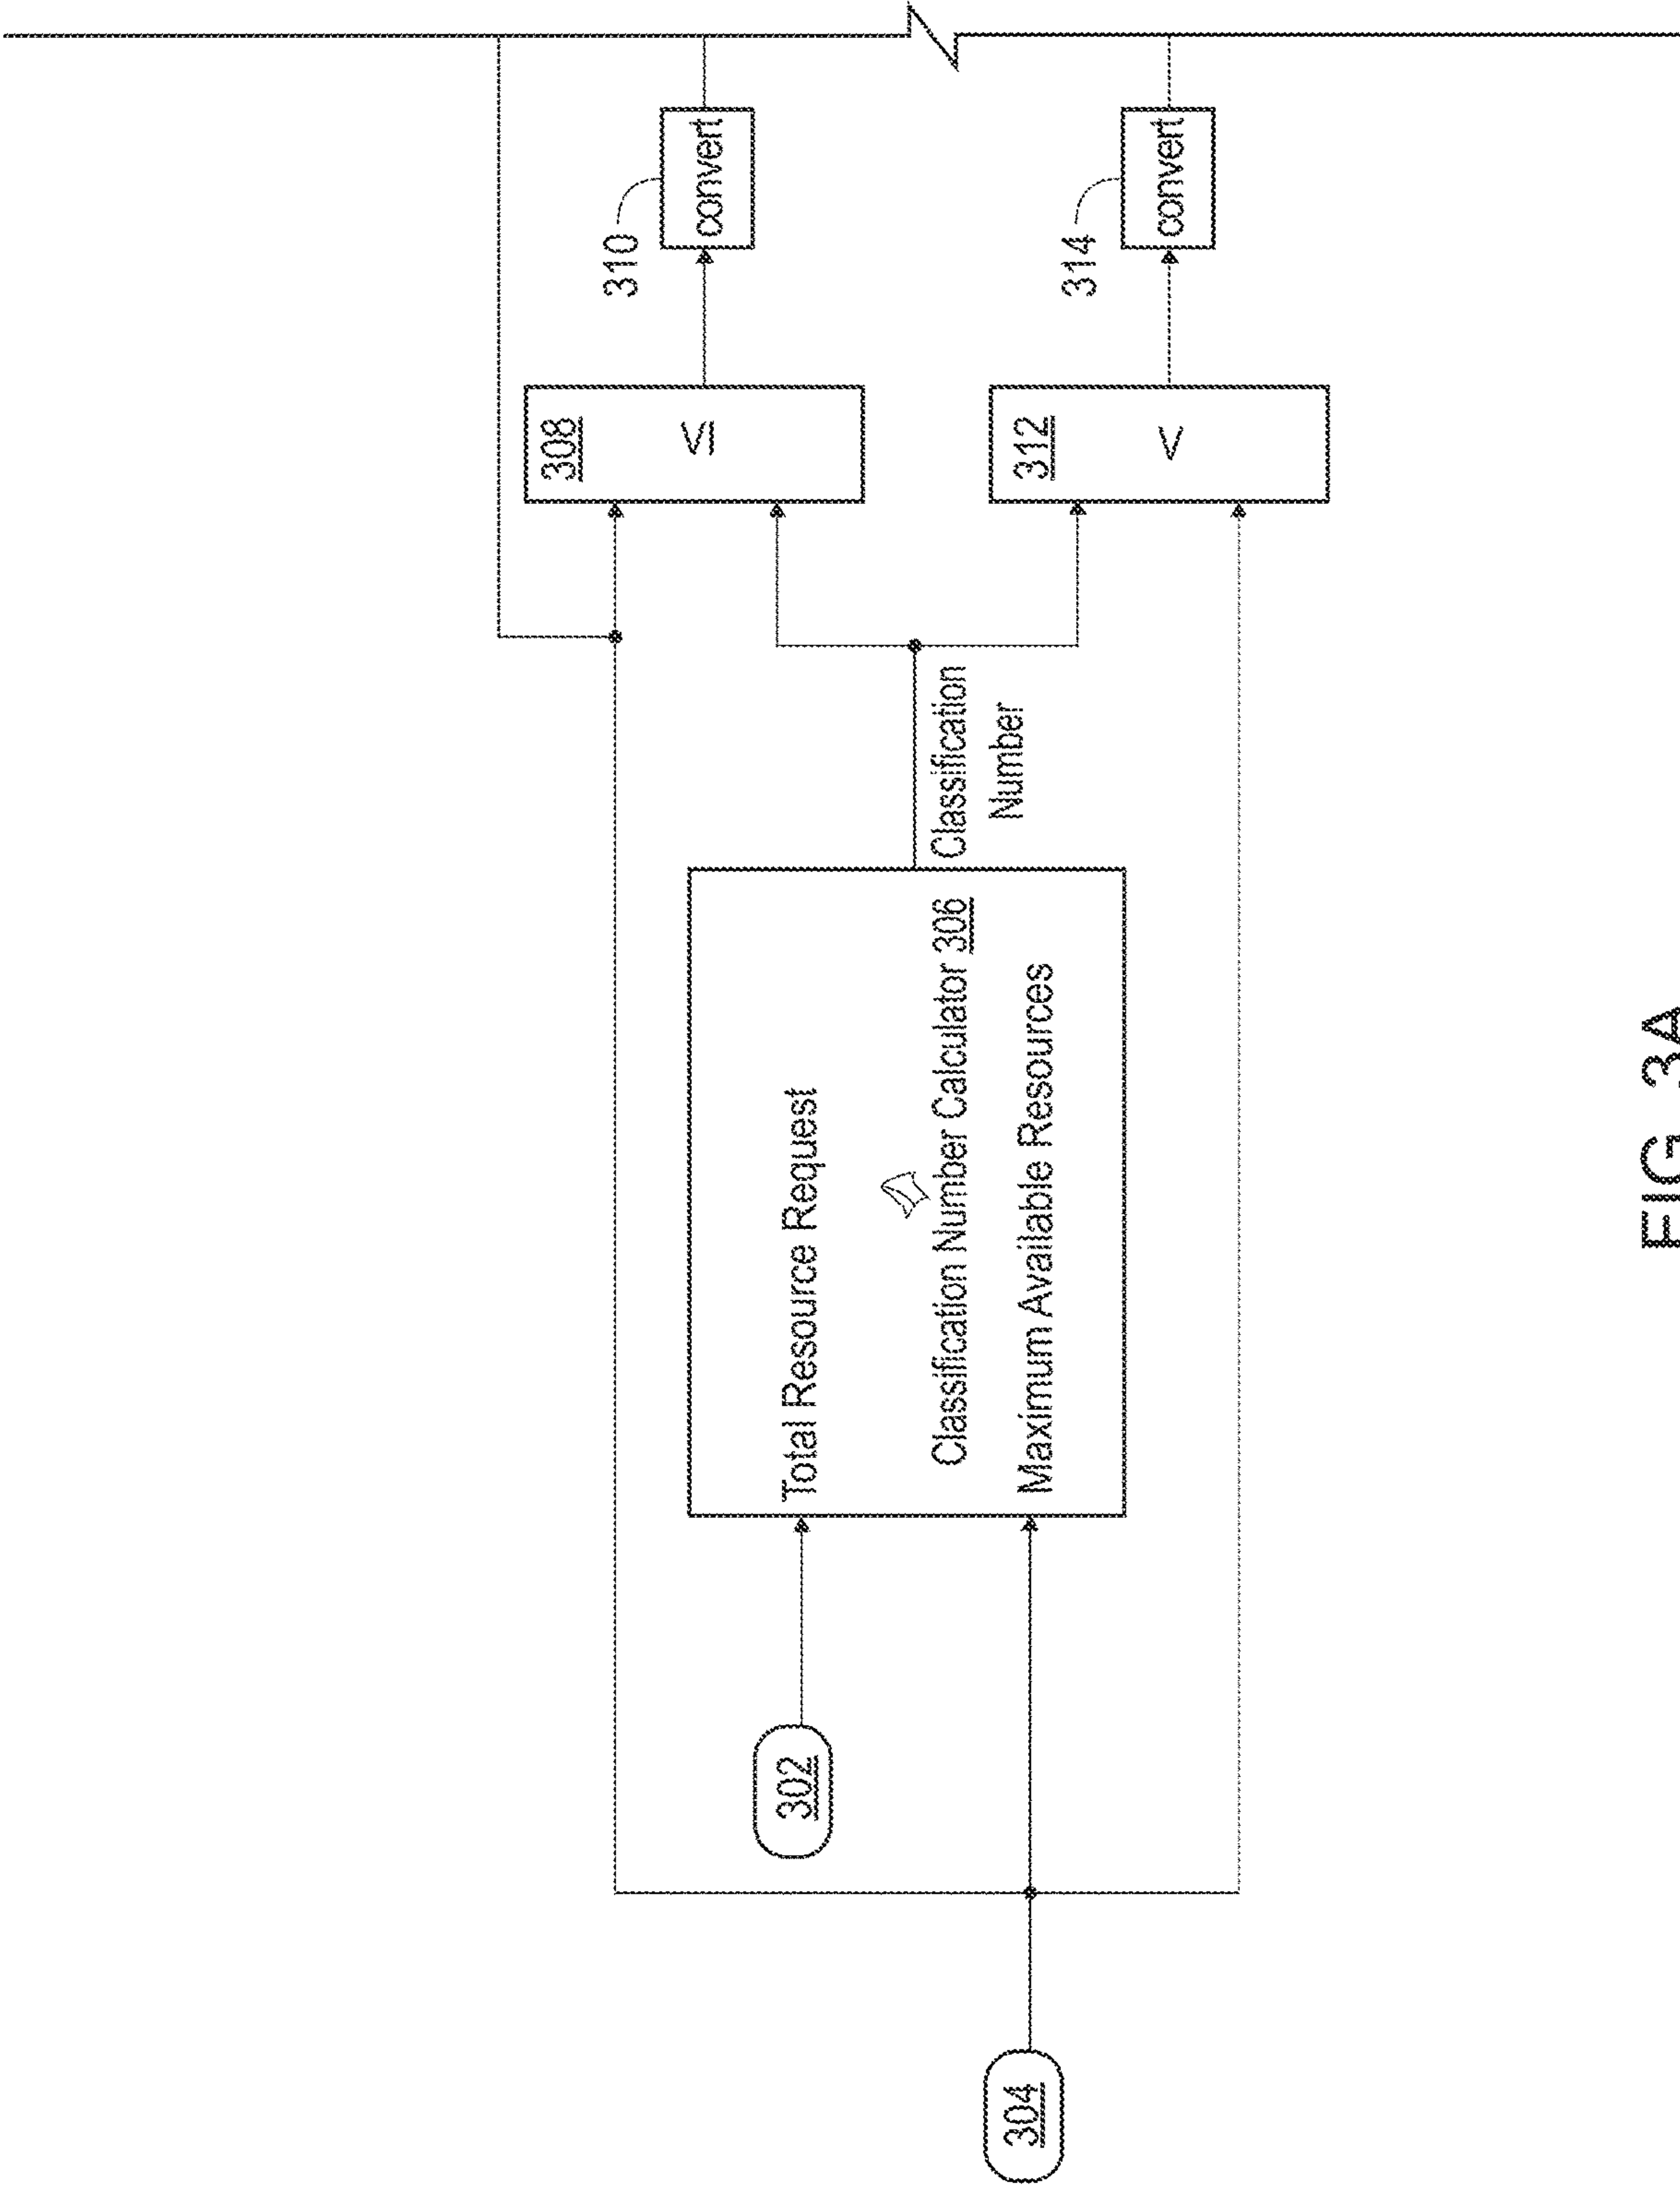 308
≤
310
convert
302
Total Resource Request
Classification Number Calculator 306
Maximum Available Resources
Classification
Number
304
312
<
314
convert
FIG. 3A